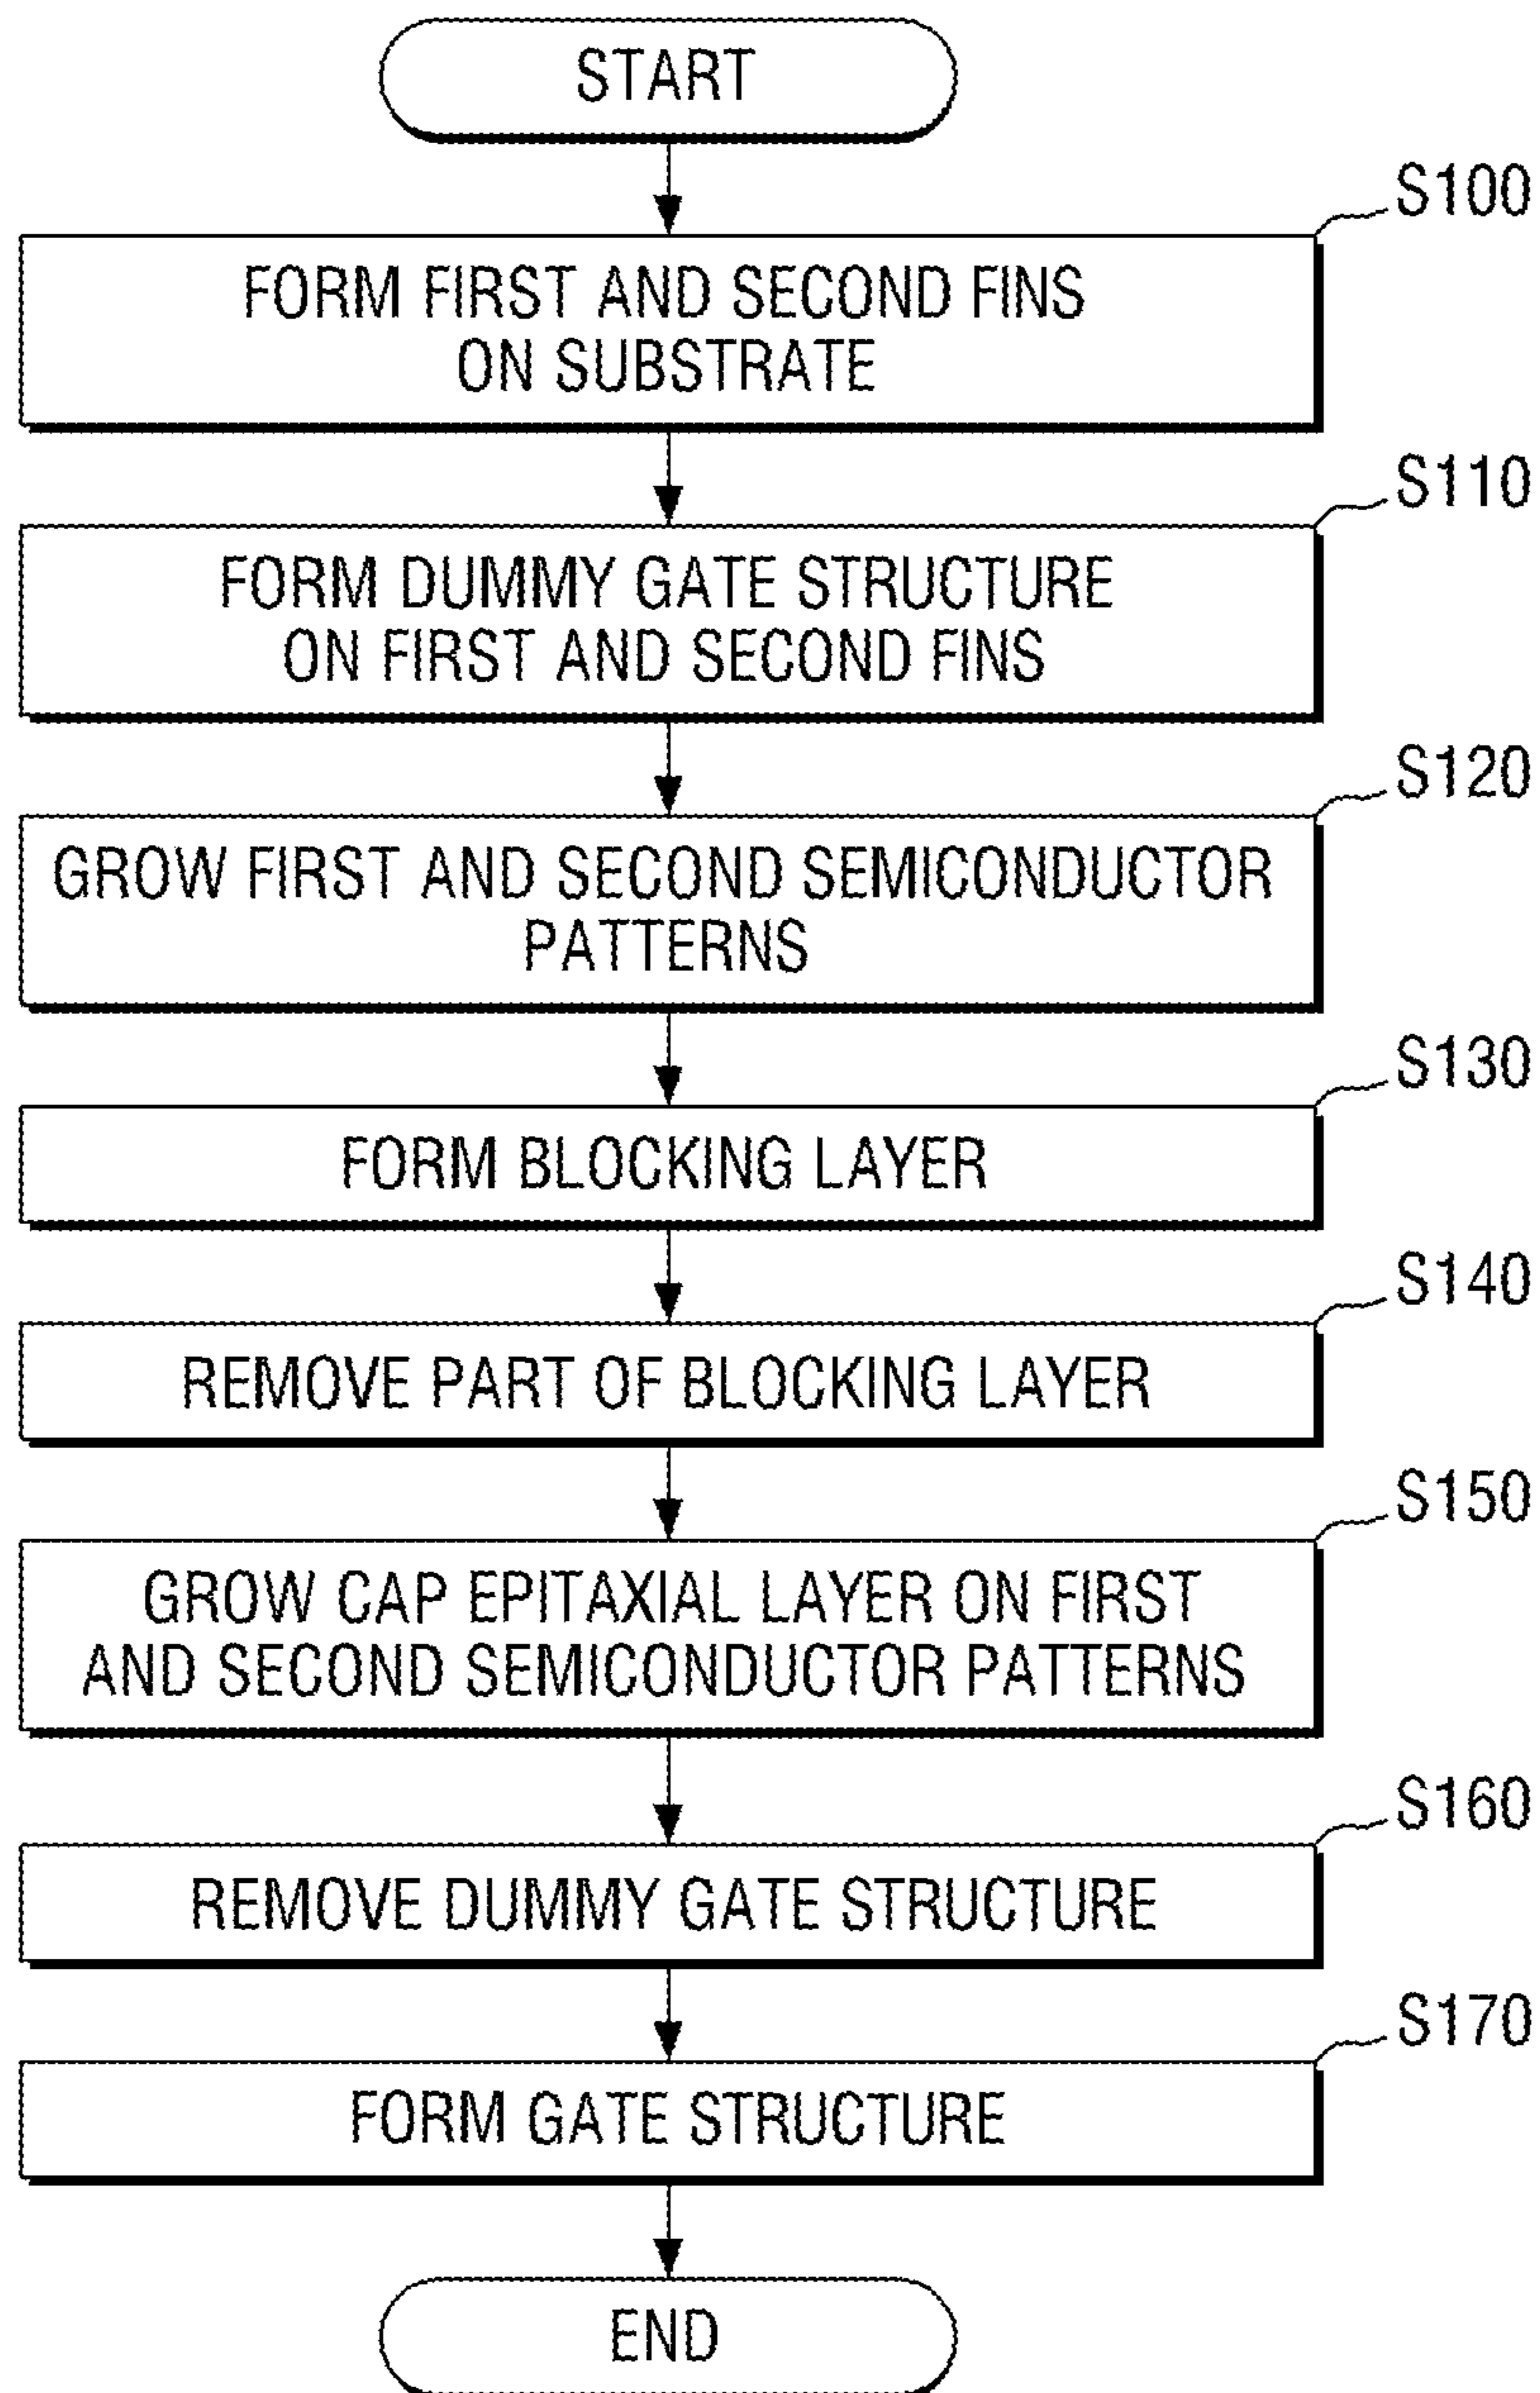 START
S100
FORM FIRST AND SECOND FINS
ON SUBSTRATE
S110
FORM DUMMY GATE STRUCTURE
ON FIRST AND SECOND FINS
S120
GROW FIRST AND SECOND SEMICONDUCTOR
PATTERNS
S130
FORM BLOCKING LAYER
S140
REMOVE PART OF BLOCKING LAYER
S150
GROW CAP EPITAXIAL LAYER ON FIRST
AND SECOND SEMICONDUCTOR PATTERNS
S160
REMOVE DUMMY GATE STRUCTURE
S170
FORM GATE STRUCTURE
END